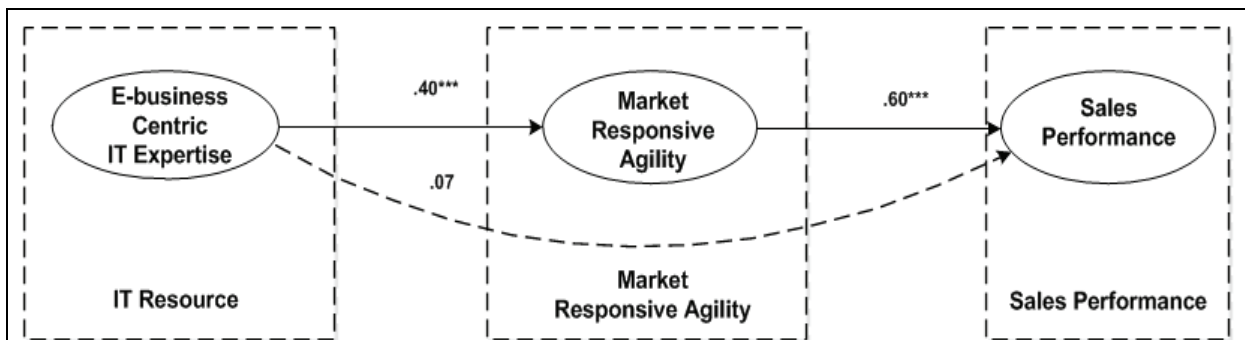 E-business
Centric
IT Expertise
.40***
Market
Responsive
Agility
.60***
Sales
Performance
.07
IT Resource
Market
Responsive Agility
Sales Performance